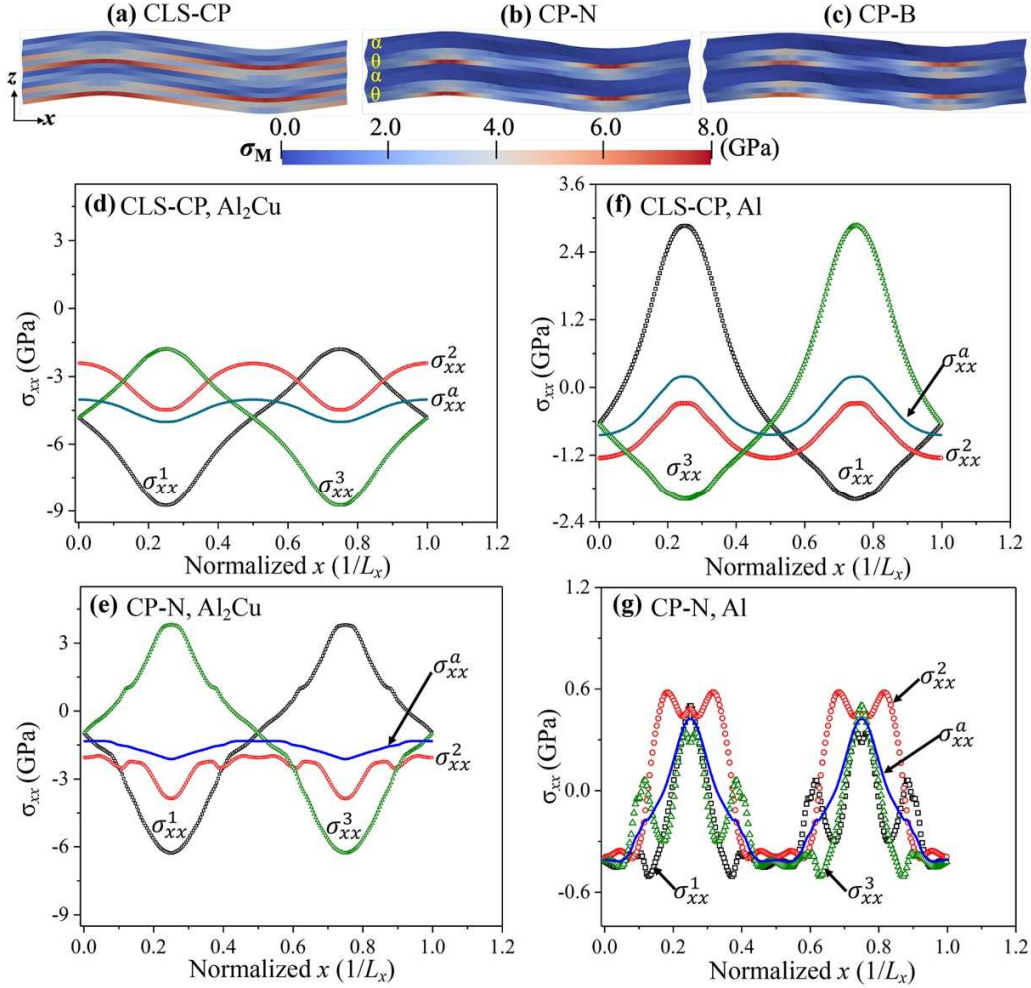 (a) CLS-CP (b) CP-N (c) CP-B
α
θ
α
θ
z
x
0.0 2.0 4.0 6.0 8.0
σM (GPa)
(d) CLS-CP, Al2Cu
3
0
-3
-6
-9
σxx (GPa)
σ²xx
σᵃxx
σ¹xx
σ³xx
0.0 0.2 0.4 0.6 0.8 1.0 1.2
Normalized x (1/Lx)
(f) CLS-CP, Al
3.6
2.4
1.2
0.0
-1.2
-2.4
σxx (GPa)
σᵃxx
σ³xx
σ¹xx
σ²xx
0.0 0.2 0.4 0.6 0.8 1.0 1.2
Normalized x (1/Lx)
(e) CP-N, Al2Cu
3
0
-3
-6
-9
σxx (GPa)
σᵃxx
σ²xx
σ¹xx
σ³xx
0.0 0.2 0.4 0.6 0.8 1.0 1.2
Normalized x (1/Lx)
(g) CP-N, Al
1.2
0.6
0.0
-0.6
σxx (GPa)
σ²xx
σᵃxx
σ¹xx
σ³xx
0.0 0.2 0.4 0.6 0.8 1.0 1.2
Normalized x (1/Lx)